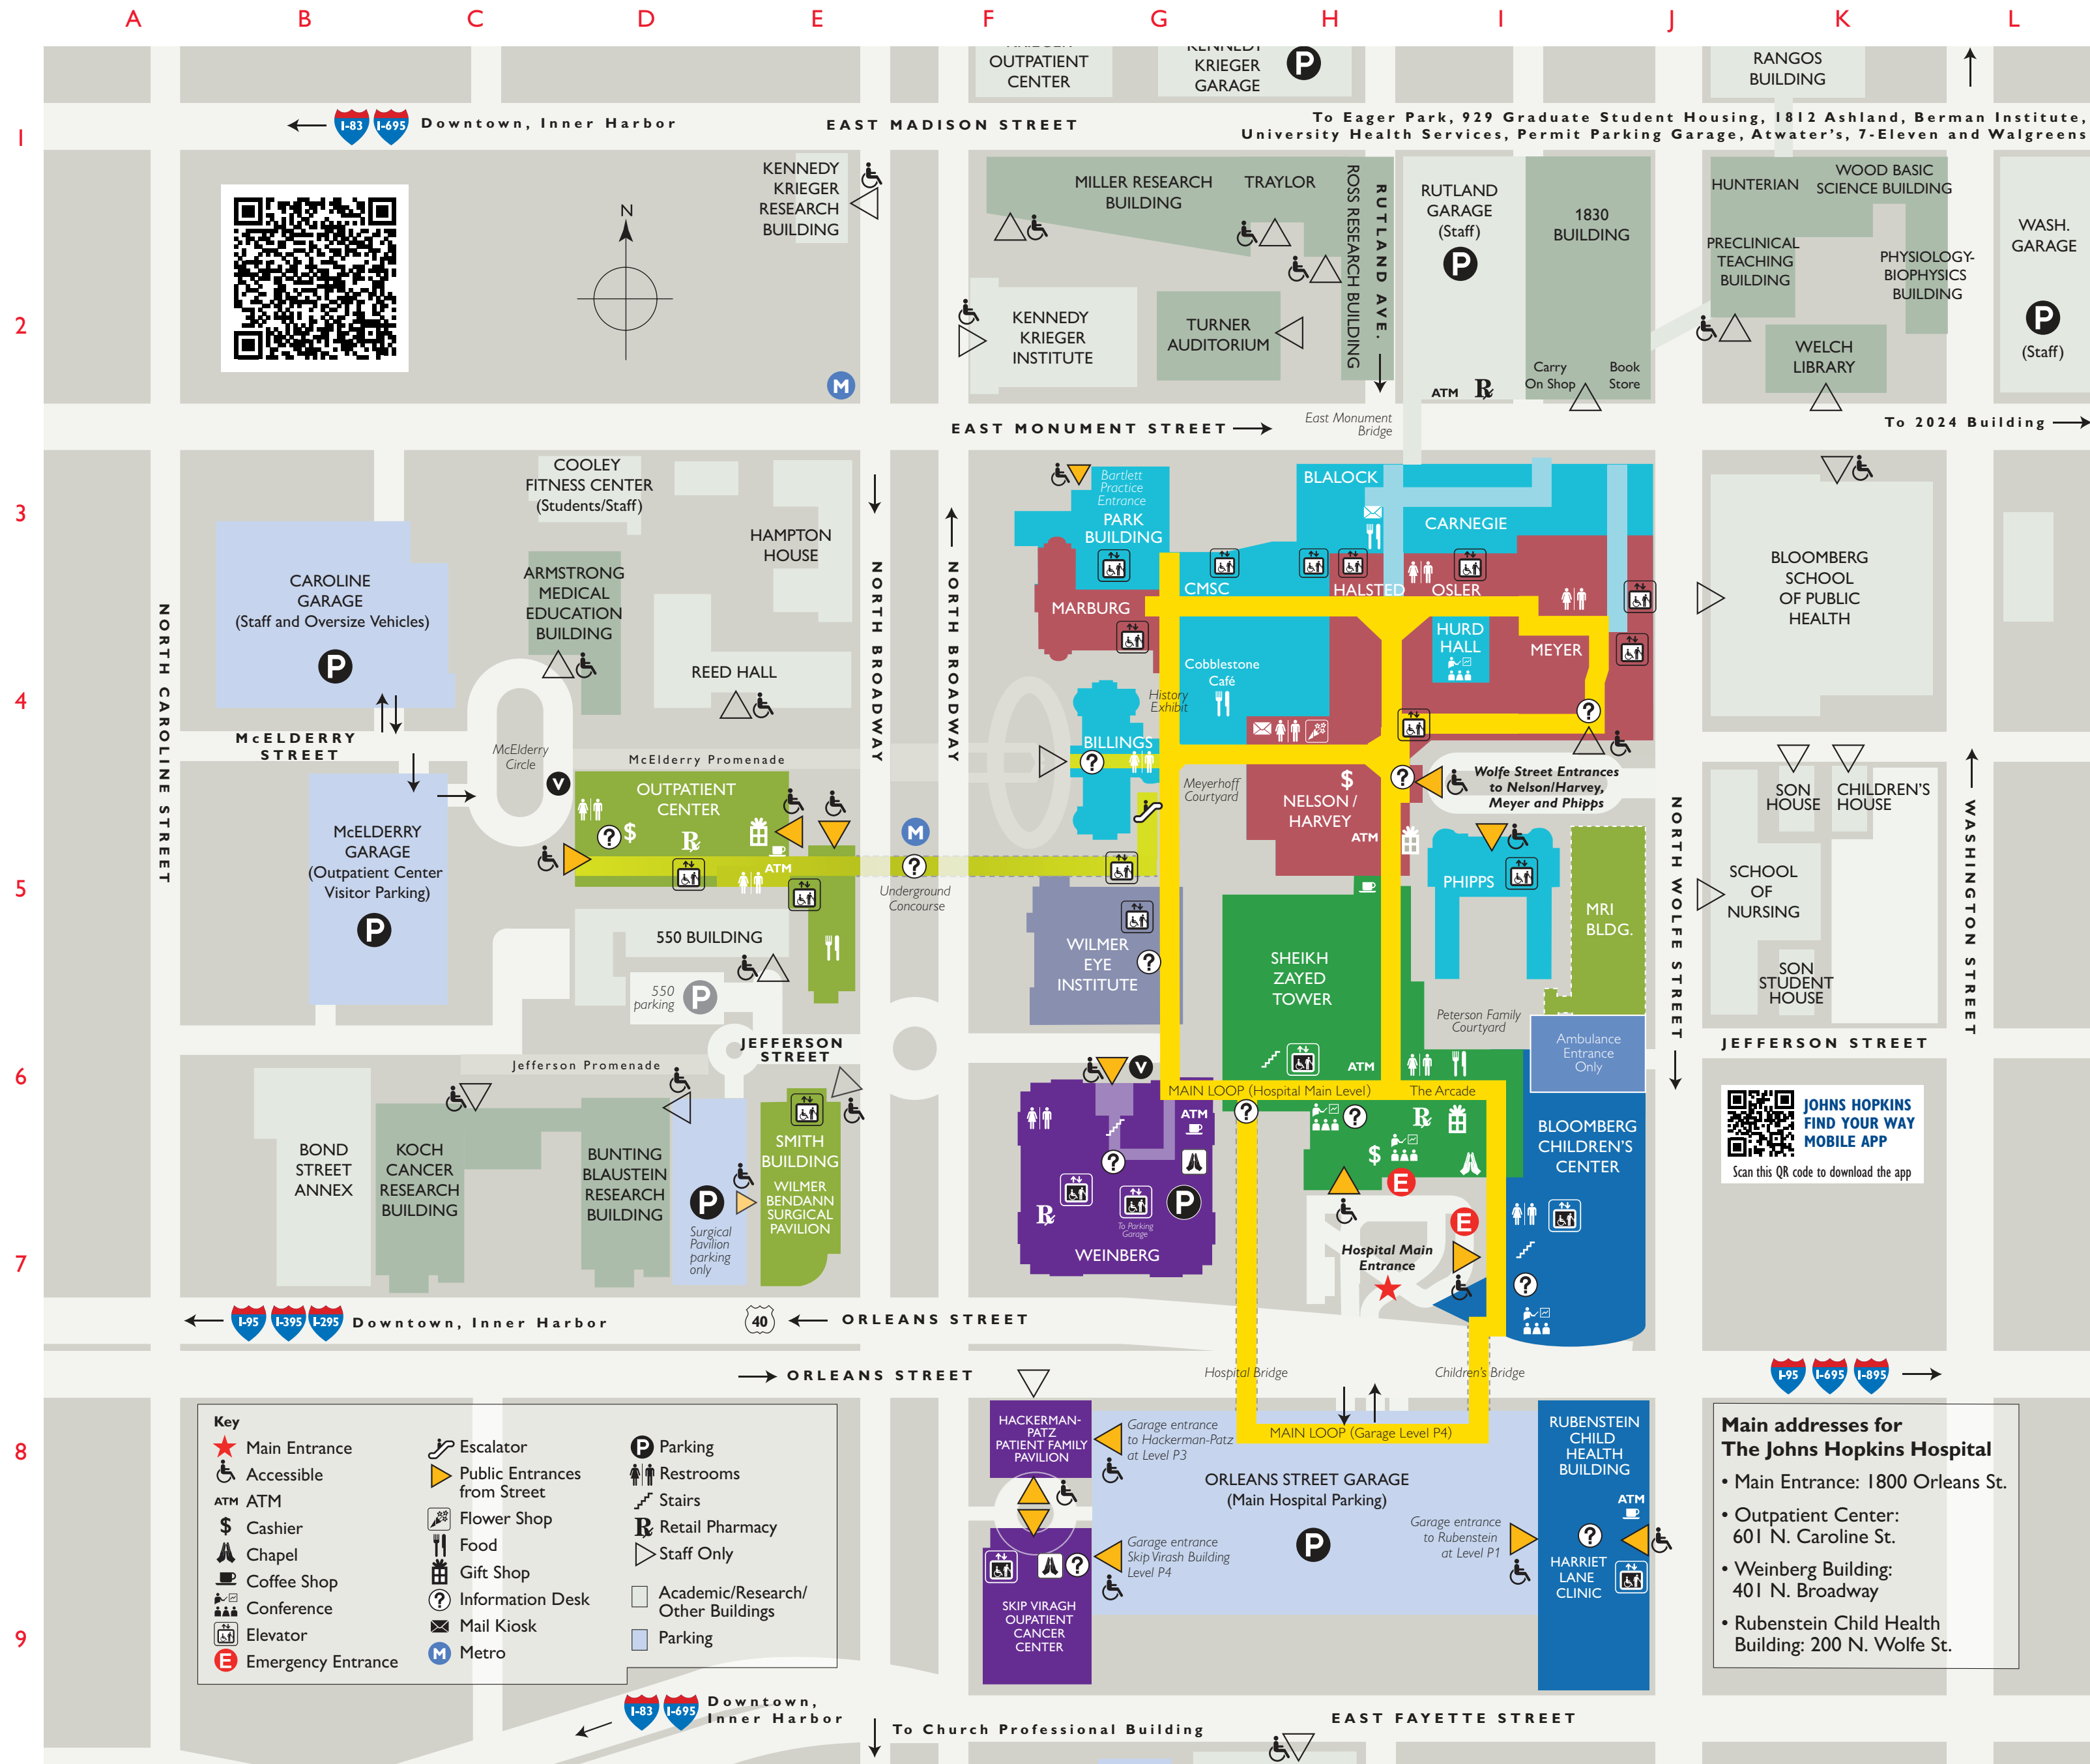 A B C D E F G H I J K L
1
2
3
4
5
6
7
8
9
OUTPATIENT
CENTER
KENNEDY
KRIEGER
GARAGE
P
RANGOS
BUILDING
I-83 I-695 Downtown, Inner Harbor
EAST MADISON STREET
To Eager Park, 929 Graduate Student Housing, 1812 Ashland, Berman Institute,
University Health Services, Permit Parking Garage, Atwater's, 7-Eleven and Walgreens
KENNEDY
KRIEGER
RESEARCH
BUILDING
N
M
MILLER RESEARCH
BUILDING
TRAYLOR
ROSS RESEARCH BUILDING
RUTLAND AVE.
RUTLAND
GARAGE
(Staff)
P
1830
BUILDING
HUNTERIAN
WOOD BASIC
SCIENCE BUILDING
PRECLINICAL
TEACHING
BUILDING
PHYSIOLOGY-
BIOPHYSICS
BUILDING
WASH.
GARAGE
P
(Staff)
KENNEDY
KRIEGER
INSTITUTE
TURNER
AUDITORIUM
ATM Rx
Carry
On Shop
Book
Store
WELCH
LIBRARY
EAST MONUMENT STREET
East Monument
Bridge
To 2024 Building
COOLEY
FITNESS CENTER
(Students/Staff)
HAMPTON
HOUSE
CAROLINE
GARAGE
(Staff and Oversize Vehicles)
P
ARMSTRONG
MEDICAL
EDUCATION
BUILDING
REED HALL
NORTH CAROLINE STREET
NORTH BROADWAY
NORTH BROADWAY
Bartlett
Practice
Entrance
PARK
BUILDING
BLALOCK
CARNEGIE
CMSC
HALSTED
OSLER
MARBURG
HURD
HALL
MEYER
Cobblestone
Café
History
Exhibit
BLOOMBERG
SCHOOL
OF PUBLIC
HEALTH
McELDERRY
STREET
McElderry
Circle
V
McElderry Promenade
BILLINGS
?
?
Meyerhoff
Courtyard
$
NELSON /
HARVEY
ATM
?
Wolfe Street Entrances
to Nelson/Harvey,
Meyer and Phipps
OUTPATIENT
CENTER
? $
Rx
ATM
M
?
Underground
Concourse
McELDERRY
GARAGE
(Outpatient Center
Visitor Parking)
P
PHIPPS
MRI
BLDG.
NORTH WOLFE STREET
SON
HOUSE
CHILDREN'S
HOUSE
SCHOOL
OF
NURSING
SON
STUDENT
HOUSE
WASHINGTON STREET
550 BUILDING
550
parking
P
WILMER
EYE
INSTITUTE
?
SHEIKH
ZAYED
TOWER
ATM
Peterson Family
Courtyard
Ambulance
Entrance
Only
JEFFERSON
STREET
Jefferson Promenade
JEFFERSON STREET
V
MAIN LOOP (Hospital Main Level)
The Arcade
BOND
STREET
ANNEX
KOCH
CANCER
RESEARCH
BUILDING
BUNTING
BLAUSTEIN
RESEARCH
BUILDING
P
Surgical
Pavilion
parking
only
SMITH
BUILDING
WILMER
BENDANN
SURGICAL
PAVILION
ATM
?
Rx
To Parking
Garage
P
WEINBERG
?
?
Rx
$
E
E
Hospital Main
Entrance
BLOOMBERG
CHILDREN'S
CENTER
?
JOHNS HOPKINS
FIND YOUR WAY
MOBILE APP
Scan this QR code to download the app
I-95 I-395 I-295 Downtown, Inner Harbor
40 ORLEANS STREET
ORLEANS STREET
Hospital Bridge
Children's Bridge
I-95 I-695 I-895
Key
Main Entrance
Accessible
ATM ATM
$ Cashier
Chapel
Coffee Shop
Conference
Elevator
E Emergency Entrance
Escalator
Public Entrances
from Street
Flower Shop
Food
Gift Shop
? Information Desk
Mail Kiosk
M Metro
P Parking
Restrooms
Stairs
Rx Retail Pharmacy
Staff Only
Academic/Research/
Other Buildings
Parking
HACKERMAN-
PATZ
PATIENT FAMILY
PAVILION
Garage entrance
to Hackerman-Patz
at Level P3
MAIN LOOP (Garage Level P4)
ORLEANS STREET GARAGE
(Main Hospital Parking)
P
Garage entrance
Skip Virash Building
Level P4
Garage entrance
to Rubenstein
at Level P1
?
SKIP VIRAGH
OUPATIENT
CANCER
CENTER
RUBENSTEIN
CHILD
HEALTH
BUILDING
ATM
?
HARRIET
LANE
CLINIC
Main addresses for
The Johns Hopkins Hospital
• Main Entrance: 1800 Orleans St.
• Outpatient Center:
601 N. Caroline St.
• Weinberg Building:
401 N. Broadway
• Rubenstein Child Health
Building: 200 N. Wolfe St.
I-83 I-695 Downtown,
Inner Harbor
To Church Professional Building
EAST FAYETTE STREET